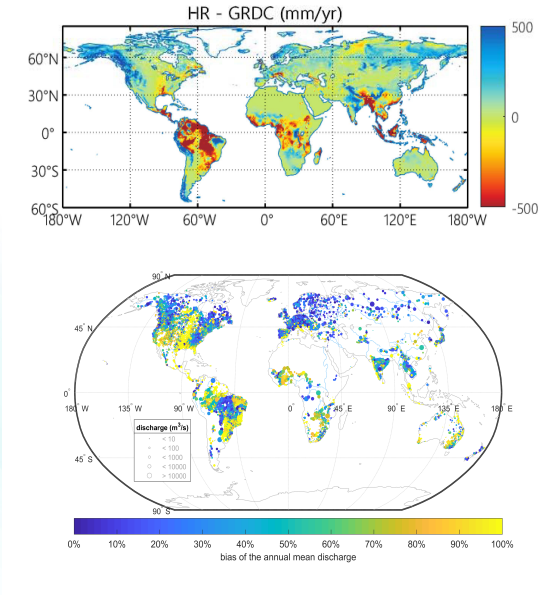 HR - GRDC (mm/yr)
60°N
30°N
0°
30°S
60°S
180°W 120°W 60°W 0° 60°E 120°E 180°W
500
0
-500
90° N
45° N
0°
180° W 135° W 90° W 0 45° E 90° E 135° E 180° E
discharge (m³/s)
< 10
< 100
< 1000
< 10000
> 10000
45° S
90° S
0% 10% 20% 30% 40% 50% 60% 70% 80% 90% 100%
bias of the annual mean discharge